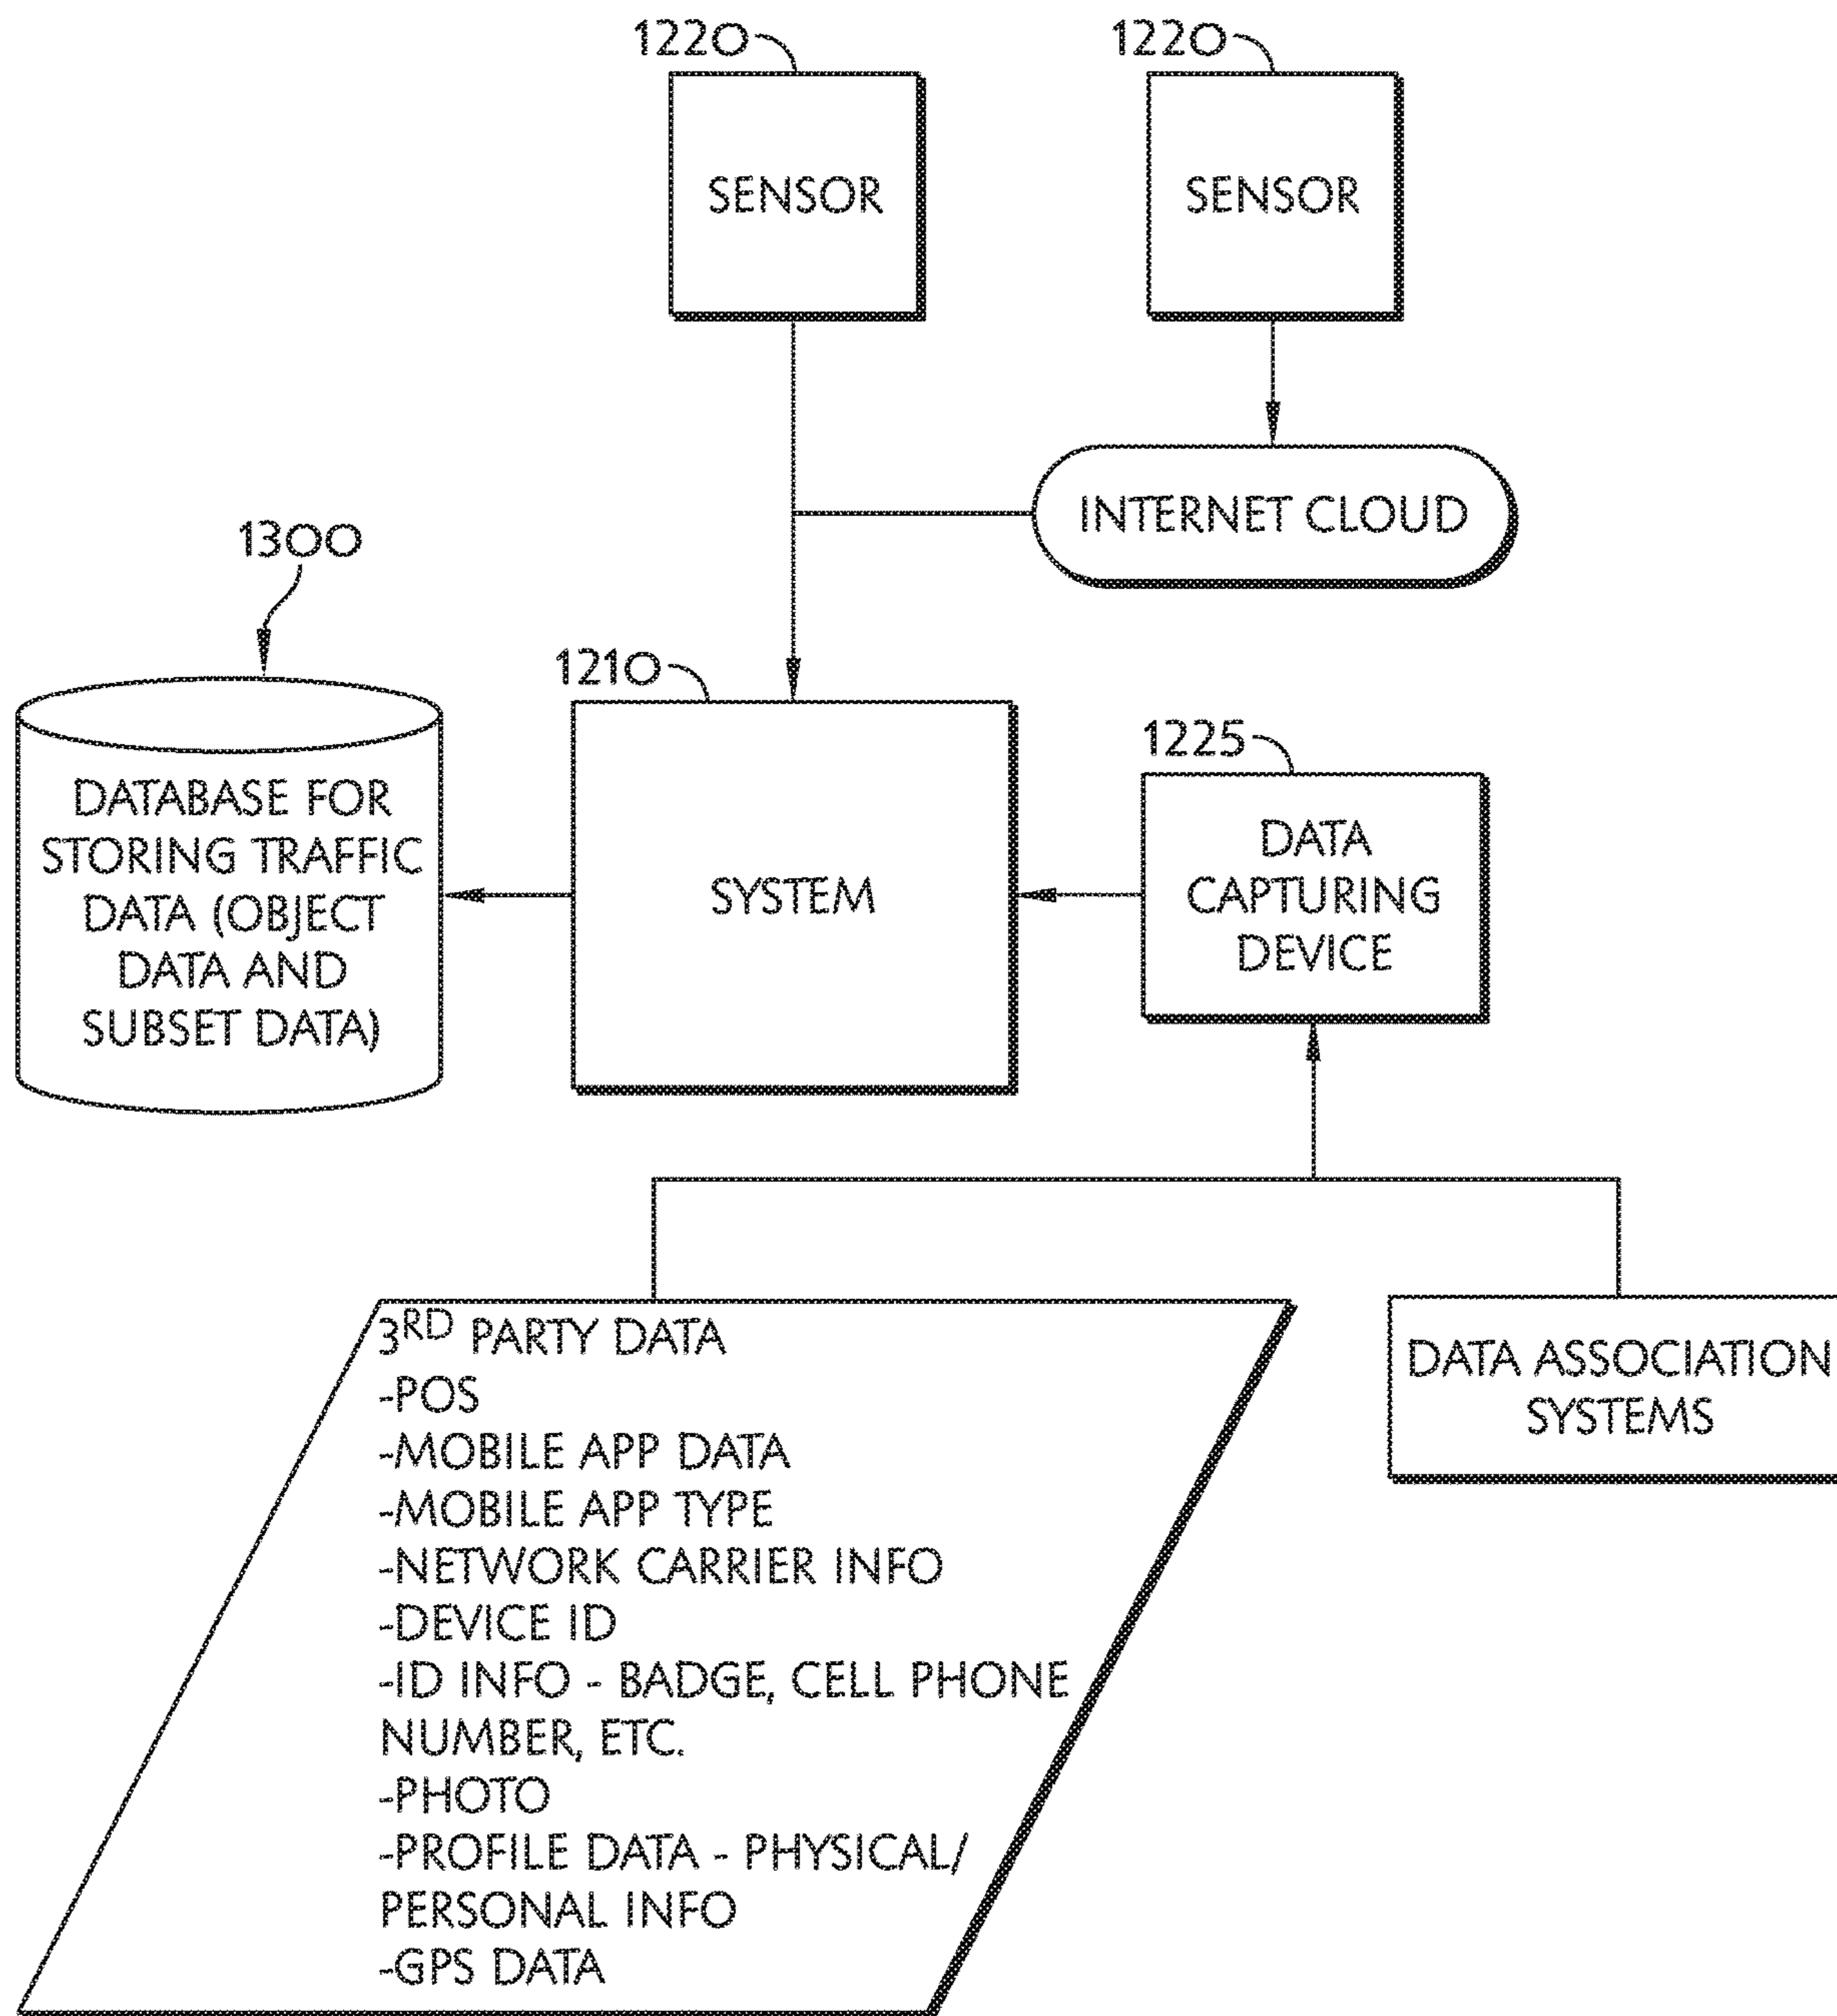 1220
1220
SENSOR
SENSOR
INTERNET CLOUD
1300
1210
1225
DATABASE FOR
STORING TRAFFIC
DATA (OBJECT
DATA AND
SUBSET DATA)
SYSTEM
DATA
CAPTURING
DEVICE
3RD PARTY DATA
-POS
-MOBILE APP DATA
-MOBILE APP TYPE
-NETWORK CARRIER INFO
-DEVICE ID
-ID INFO - BADGE, CELL PHONE
NUMBER, ETC.
-PHOTO
-PROFILE DATA - PHYSICAL/
PERSONAL INFO
-GPS DATA
DATA ASSOCIATION
SYSTEMS